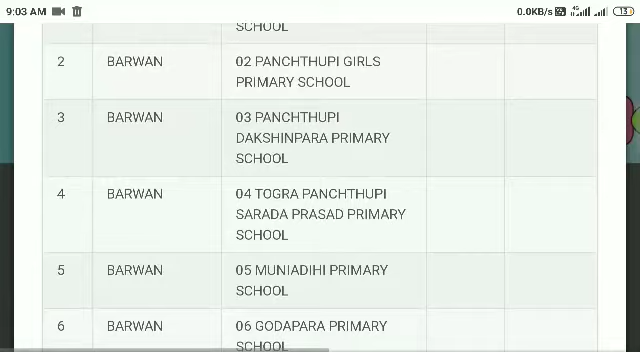 9:03 AM
0.0KB/s 4G 13
SCHOOL
2 BARWAN 02 PANCHTHUPI GIRLS
PRIMARY SCHOOL
3 BARWAN 03 PANCHTHUPI
DAKSHINPARA PRIMARY
SCHOOL
4 BARWAN 04 TOGRA PANCHTHUPI
SARADA PRASAD PRIMARY
SCHOOL
5 BARWAN 05 MUNIADIHI PRIMARY
SCHOOL
6 BARWAN 06 GODAPARA PRIMARY
SCHOOL